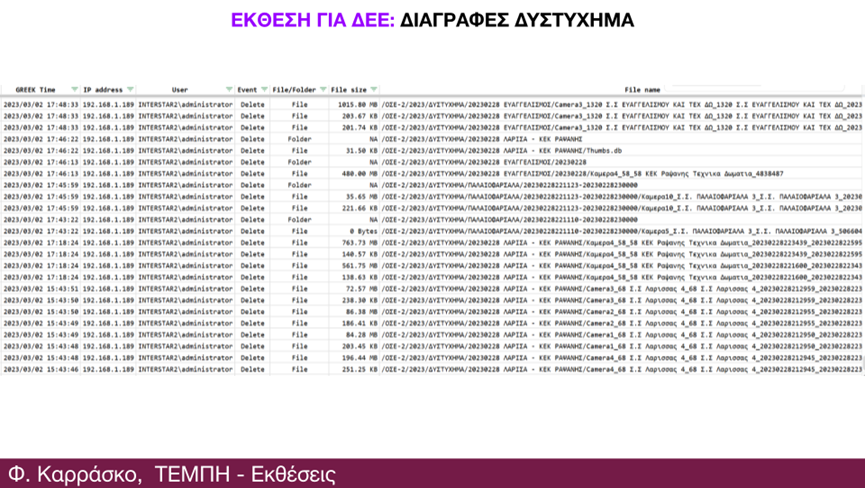 ΕΚΘΕΣΗ ΓΙΑ ΔΕΕ: ΔΙΑΓΡΑΦΕΣ ΔΥΣΤΥΧΗΜΑ
GREEK Time IP address User Event File/Folder File size File name
2023/03/02 17:48:33 192.168.1.189 INTERSTAR2\administrator Delete File 1015.80 MB /ΟΣΕ-2/2023/ΔΥΣΤΥΧΗΜΑ/20230228 ΕΥΑΓΓΕΛΙΣΜΟΣ/Camera3_1320 Σ.Σ ΕΥΑΓΓΕΛΙΣΜΟΥ ΚΑΙ ΤΕΧ ΔΩ_1320 Σ.Σ ΕΥΑΓΓΕΛΙΣΜΟΥ ΚΑΙ ΤΕΧ ΔΩ_2023
2023/03/02 17:48:33 192.168.1.189 INTERSTAR2\administrator Delete File 203.67 KB /ΟΣΕ-2/2023/ΔΥΣΤΥΧΗΜΑ/20230228 ΕΥΑΓΓΕΛΙΣΜΟΣ/Camera3_1320 Σ.Σ ΕΥΑΓΓΕΛΙΣΜΟΥ ΚΑΙ ΤΕΧ ΔΩ_1320 Σ.Σ ΕΥΑΓΓΕΛΙΣΜΟΥ ΚΑΙ ΤΕΧ ΔΩ_2023
2023/03/02 17:48:33 192.168.1.189 INTERSTAR2\administrator Delete File 201.74 KB /ΟΣΕ-2/2023/ΔΥΣΤΥΧΗΜΑ/20230228 ΕΥΑΓΓΕΛΙΣΜΟΣ/Camera3_1320 Σ.Σ ΕΥΑΓΓΕΛΙΣΜΟΥ ΚΑΙ ΤΕΧ ΔΩ_1320 Σ.Σ ΕΥΑΓΓΕΛΙΣΜΟΥ ΚΑΙ ΤΕΧ ΔΩ_2023
2023/03/02 17:46:22 192.168.1.189 INTERSTAR2\administrator Delete Folder NA /ΟΣΕ-2/2023/ΔΥΣΤΥΧΗΜΑ/20230228 ΛΑΡΙΣΑ - ΚΕΚ ΡΑΨΑΝΗΣ
2023/03/02 17:46:22 192.168.1.189 INTERSTAR2\administrator Delete File 31.50 KB /ΟΣΕ-2/2023/ΔΥΣΤΥΧΗΜΑ/20230228 ΛΑΡΙΣΑ - ΚΕΚ ΡΑΨΑΝΗΣ/Thumbs.db
2023/03/02 17:46:13 192.168.1.189 INTERSTAR2\administrator Delete Folder NA /ΟΣΕ-2/2023/ΔΥΣΤΥΧΗΜΑ/20230228 ΕΥΑΓΓΕΛΙΣΜΟΣ/20230228
2023/03/02 17:46:13 192.168.1.189 INTERSTAR2\administrator Delete File 480.00 MB /ΟΣΕ-2/2023/ΔΥΣΤΥΧΗΜΑ/20230228 ΕΥΑΓΓΕΛΙΣΜΟΣ/20230228/Καμερα4_58_58 ΚΕΚ Ραψανης Τεχνικα Δωματια_4838487
2023/03/02 17:45:59 192.168.1.189 INTERSTAR2\administrator Delete Folder NA /ΟΣΕ-2/2023/ΔΥΣΤΥΧΗΜΑ/ΠΑΛΑΙΟΦΑΡΣΑΛΑ/20230228221123-20230228230000
2023/03/02 17:45:59 192.168.1.189 INTERSTAR2\administrator Delete File 35.65 MB /ΟΣΕ-2/2023/ΔΥΣΤΥΧΗΜΑ/ΠΑΛΑΙΟΦΑΡΣΑΛΑ/20230228221123-20230228230000/Καμερα10_Σ.Σ. ΠΑΛΑΙΟΦΑΡΣΑΛΑ 3_Σ.Σ. ΠΑΛΑΙΟΦΑΡΣΑΛΑ 3_20230
2023/03/02 17:45:59 192.168.1.189 INTERSTAR2\administrator Delete File 221.66 KB /ΟΣΕ-2/2023/ΔΥΣΤΥΧΗΜΑ/ΠΑΛΑΙΟΦΑΡΣΑΛΑ/20230228221123-20230228230000/Καμερα10_Σ.Σ. ΠΑΛΑΙΟΦΑΡΣΑΛΑ 3_Σ.Σ. ΠΑΛΑΙΟΦΑΡΣΑΛΑ 3_20230
2023/03/02 17:43:22 192.168.1.189 INTERSTAR2\administrator Delete Folder NA /ΟΣΕ-2/2023/ΔΥΣΤΥΧΗΜΑ/ΠΑΛΑΙΟΦΑΡΣΑΛΑ/20230228221110-20230228230000
2023/03/02 17:43:22 192.168.1.189 INTERSTAR2\administrator Delete File 0 Bytes /ΟΣΕ-2/2023/ΔΥΣΤΥΧΗΜΑ/ΠΑΛΑΙΟΦΑΡΣΑΛΑ/20230228221110-20230228230000/Καμερα5_Σ.Σ. ΠΑΛΑΙΟΦΑΡΣΑΛΑ 3_Σ.Σ. ΠΑΛΑΙΟΦΑΡΣΑΛΑ 3_506604
2023/03/02 17:18:24 192.168.1.189 INTERSTAR2\administrator Delete File 763.73 MB /ΟΣΕ-2/2023/ΔΥΣΤΥΧΗΜΑ/20230228 ΛΑΡΙΣΑ - ΚΕΚ ΡΑΨΑΝΗΣ/Καμερα4_58_58 ΚΕΚ Ραψανης Τεχνικα Δωματια_20230228223439_2023022822595
2023/03/02 17:18:24 192.168.1.189 INTERSTAR2\administrator Delete File 140.57 KB /ΟΣΕ-2/2023/ΔΥΣΤΥΧΗΜΑ/20230228 ΛΑΡΙΣΑ - ΚΕΚ ΡΑΨΑΝΗΣ/Καμερα4_58_58 ΚΕΚ Ραψανης Τεχνικα Δωματια_20230228223439_2023022822595
2023/03/02 17:18:24 192.168.1.189 INTERSTAR2\administrator Delete File 561.75 MB /ΟΣΕ-2/2023/ΔΥΣΤΥΧΗΜΑ/20230228 ΛΑΡΙΣΑ - ΚΕΚ ΡΑΨΑΝΗΣ/Καμερα4_58_58 ΚΕΚ Ραψανης Τεχνικα Δωματια_20230228221600_2023022822343
2023/03/02 17:18:24 192.168.1.189 INTERSTAR2\administrator Delete File 138.63 KB /ΟΣΕ-2/2023/ΔΥΣΤΥΧΗΜΑ/20230228 ΛΑΡΙΣΑ - ΚΕΚ ΡΑΨΑΝΗΣ/Καμερα4_58_58 ΚΕΚ Ραψανης Τεχνικα Δωματια_20230228221600_2023022822343
2023/03/02 15:43:51 192.168.1.189 INTERSTAR2\administrator Delete File 72.57 MB /ΟΣΕ-2/2023/ΔΥΣΤΥΧΗΜΑ/20230228 ΛΑΡΙΣΑ - ΚΕΚ ΡΑΨΑΝΗΣ/Camera3_68 Σ.Σ Λαρισσας 4_68 Σ.Σ Λαρισσας 4_20230228212959_20230228223
2023/03/02 15:43:50 192.168.1.189 INTERSTAR2\administrator Delete File 238.30 KB /ΟΣΕ-2/2023/ΔΥΣΤΥΧΗΜΑ/20230228 ΛΑΡΙΣΑ - ΚΕΚ ΡΑΨΑΝΗΣ/Camera3_68 Σ.Σ Λαρισσας 4_68 Σ.Σ Λαρισσας 4_20230228212959_20230228223
2023/03/02 15:43:50 192.168.1.189 INTERSTAR2\administrator Delete File 86.38 MB /ΟΣΕ-2/2023/ΔΥΣΤΥΧΗΜΑ/20230228 ΛΑΡΙΣΑ - ΚΕΚ ΡΑΨΑΝΗΣ/Camera2_68 Σ.Σ Λαρισσας 4_68 Σ.Σ Λαρισσας 4_20230228212955_20230228223
2023/03/02 15:43:49 192.168.1.189 INTERSTAR2\administrator Delete File 186.41 KB /ΟΣΕ-2/2023/ΔΥΣΤΥΧΗΜΑ/20230228 ΛΑΡΙΣΑ - ΚΕΚ ΡΑΨΑΝΗΣ/Camera2_68 Σ.Σ Λαρισσας 4_68 Σ.Σ Λαρισσας 4_20230228212955_20230228223
2023/03/02 15:43:49 192.168.1.189 INTERSTAR2\administrator Delete File 84.28 MB /ΟΣΕ-2/2023/ΔΥΣΤΥΧΗΜΑ/20230228 ΛΑΡΙΣΑ - ΚΕΚ ΡΑΨΑΝΗΣ/Camera1_68 Σ.Σ Λαρισσας 4_68 Σ.Σ Λαρισσας 4_20230228212950_20230228223
2023/03/02 15:43:48 192.168.1.189 INTERSTAR2\administrator Delete File 203.45 KB /ΟΣΕ-2/2023/ΔΥΣΤΥΧΗΜΑ/20230228 ΛΑΡΙΣΑ - ΚΕΚ ΡΑΨΑΝΗΣ/Camera1_68 Σ.Σ Λαρισσας 4_68 Σ.Σ Λαρισσας 4_20230228212950_20230228223
2023/03/02 15:43:48 192.168.1.189 INTERSTAR2\administrator Delete File 196.44 MB /ΟΣΕ-2/2023/ΔΥΣΤΥΧΗΜΑ/20230228 ΛΑΡΙΣΑ - ΚΕΚ ΡΑΨΑΝΗΣ/Camera4_68 Σ.Σ Λαρισσας 4_68 Σ.Σ Λαρισσας 4_20230228212945_20230228223
2023/03/02 15:43:46 192.168.1.189 INTERSTAR2\administrator Delete File 251.25 KB /ΟΣΕ-2/2023/ΔΥΣΤΥΧΗΜΑ/20230228 ΛΑΡΙΣΑ - ΚΕΚ ΡΑΨΑΝΗΣ/Camera4_68 Σ.Σ Λαρισσας 4_68 Σ.Σ Λαρισσας 4_20230228212945_20230228223
Φ. Καρράσκο, ΤΕΜΠΗ - Εκθέσεις